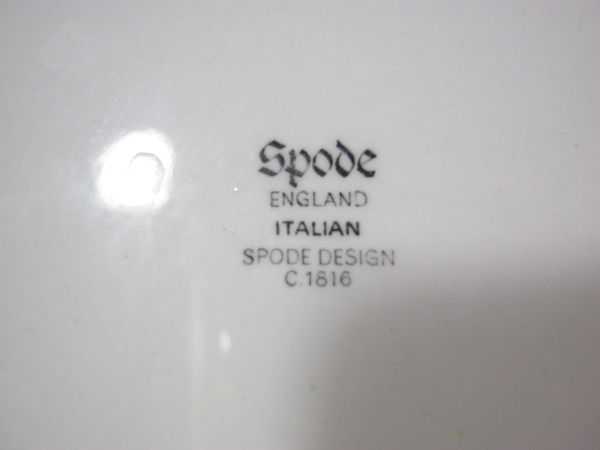 Spode
ENGLAND
ITALIAN
SPODE DESIGN
C.1816